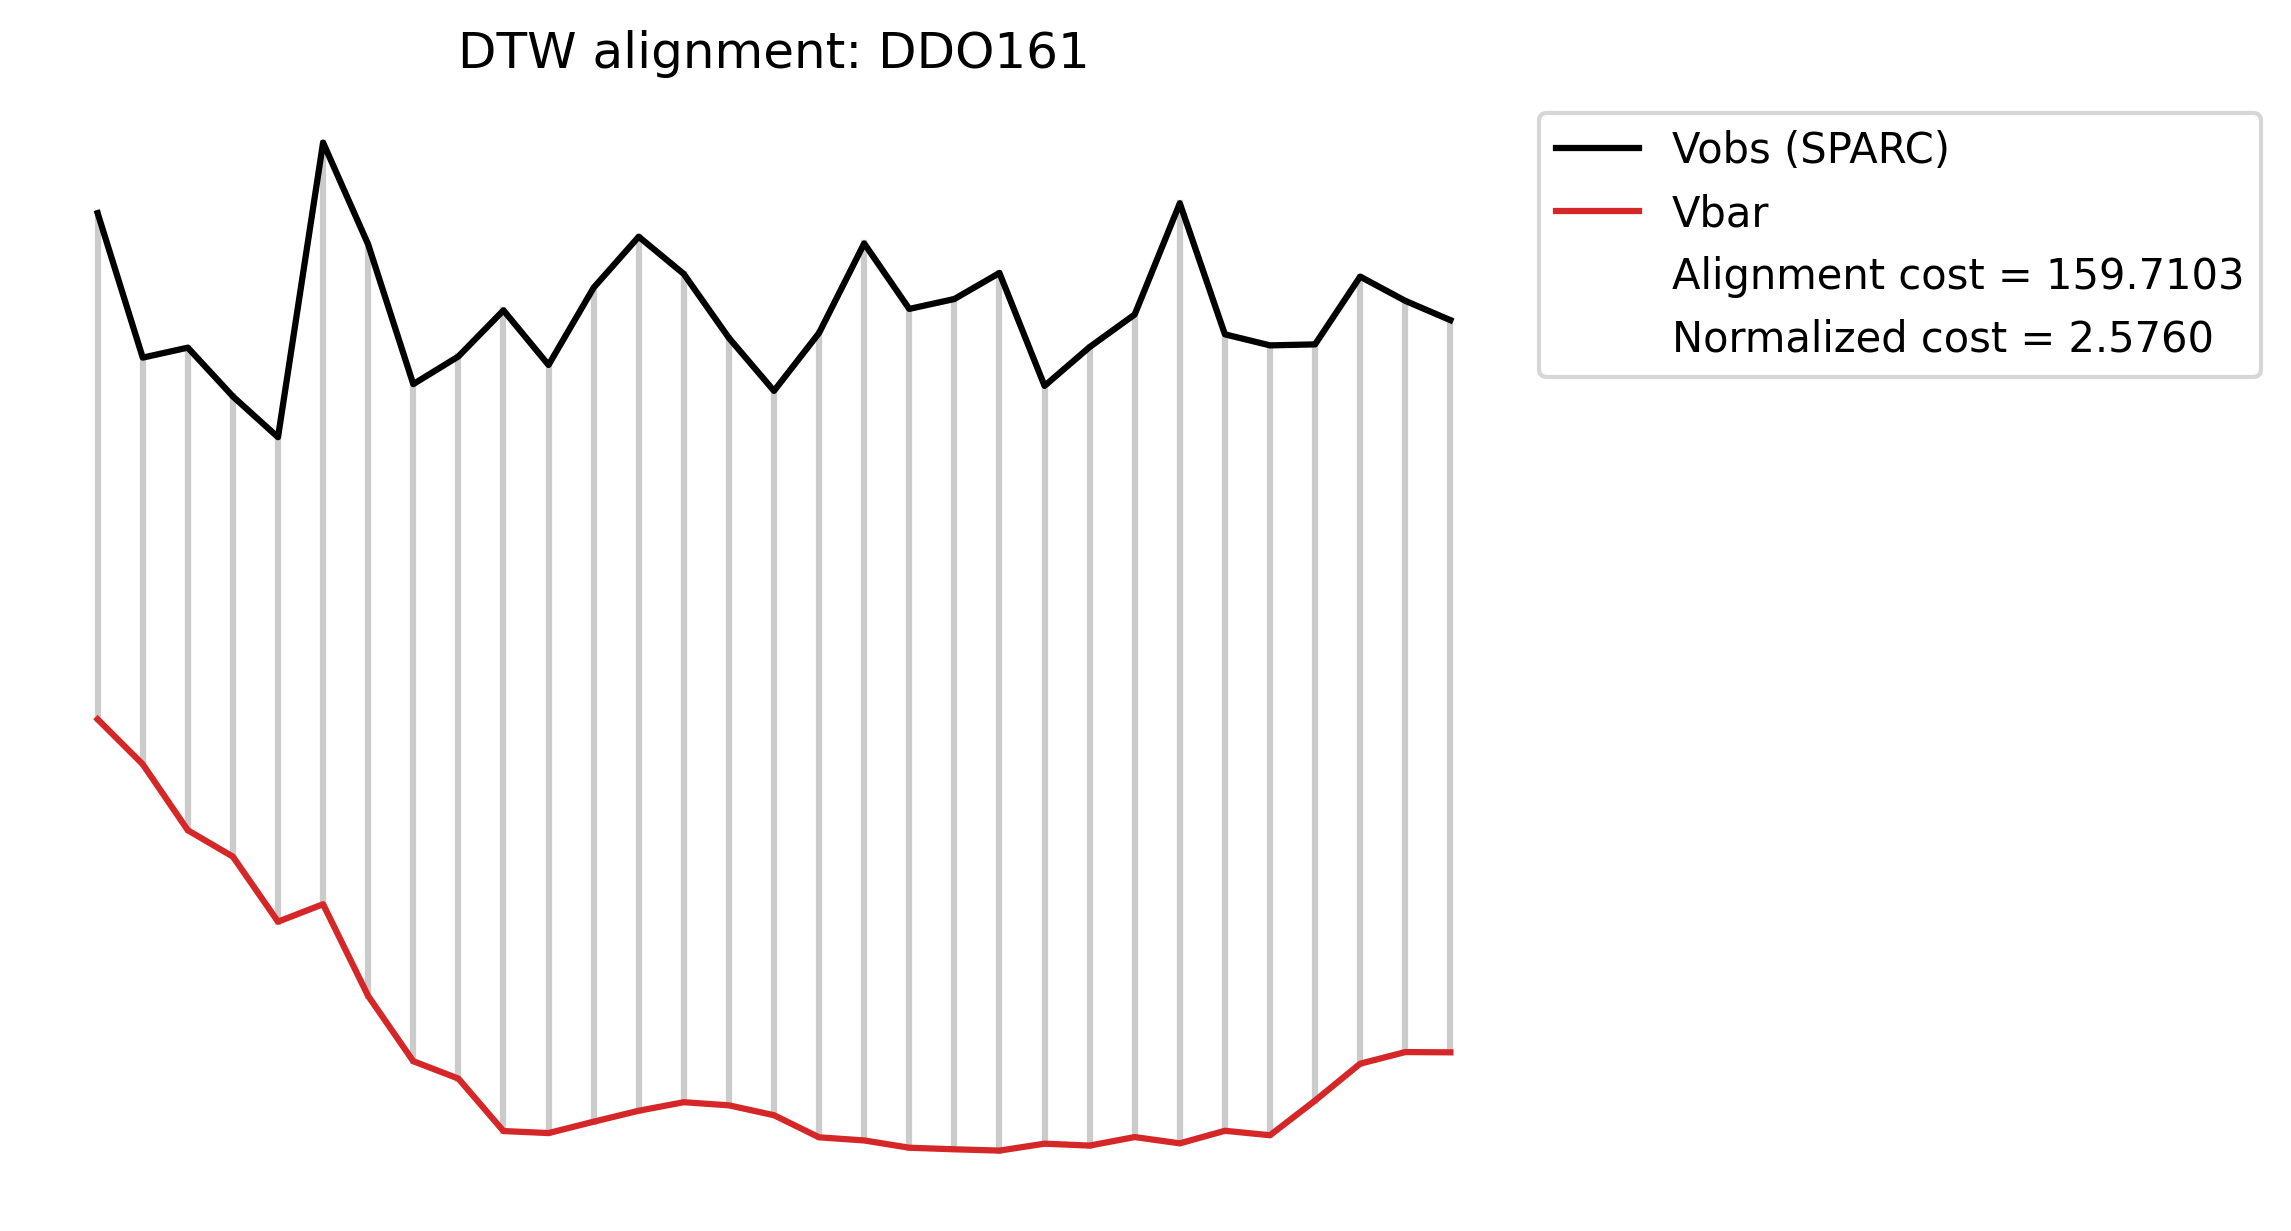 DTW alignment: DDO161
Vobs (SPARC)
Vbar
Alignment cost = 159.7103
Normalized cost = 2.5760